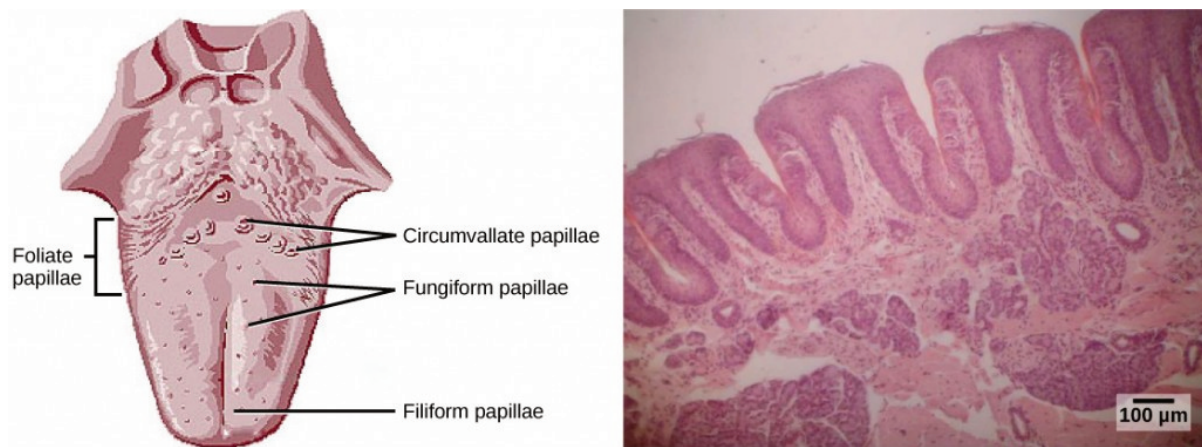 Foliate
papillae
Circumvallate papillae
Fungiform papillae
Filiform papillae
100 µm